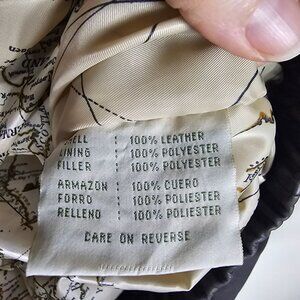 SHELL : 100% LEATHER
LINING : 100% POLYESTER
FILLER : 100% POLYESTER
ARMAZON : 100% CUERO
FORRO : 100% POLIESTER
RELLENO : 100% POLIESTER
CARE ON REVERSE